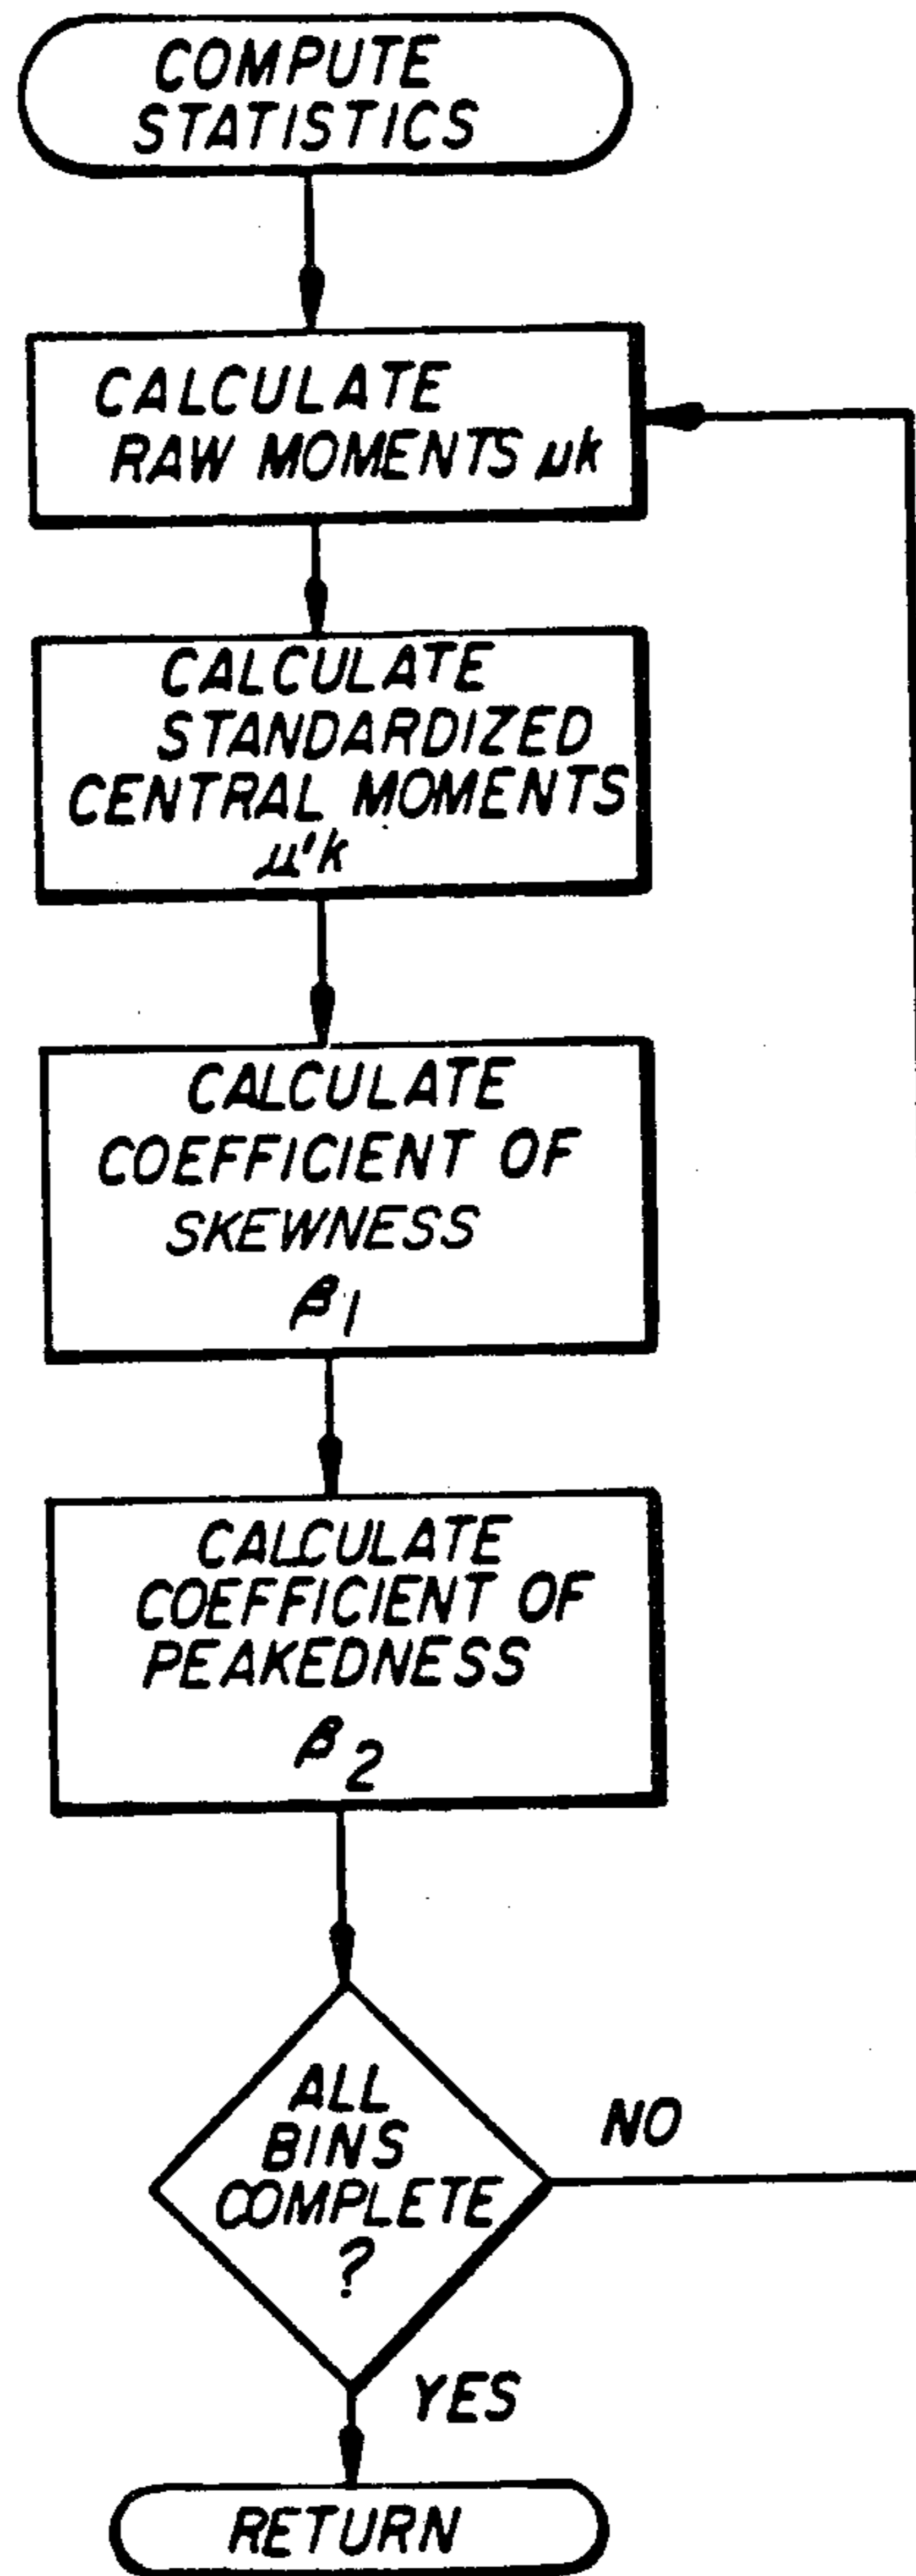 COMPUTE
STATISTICS
CALCULATE
RAW MOMENTS μk
CALCULATE
STANDARDIZED
CENTRAL MOMENTS
μ'k
CALCULATE
COEFFICIENT OF
SKEWNESS
β1
CALCULATE
COEFFICIENT OF
PEAKEDNESS
β2
ALL
BINS
COMPLETE
?
NO
YES
RETURN